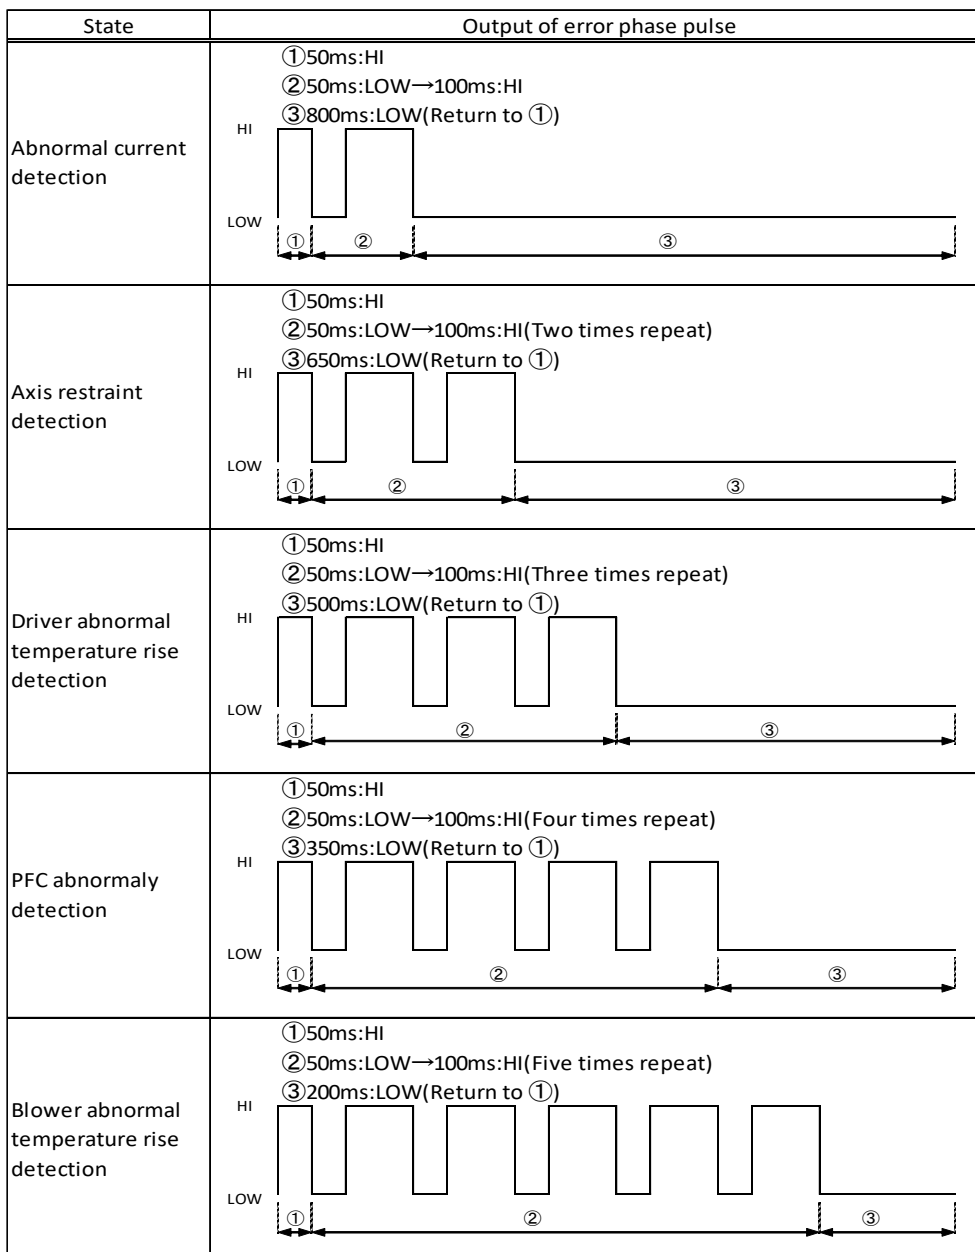 State
Output of error phase pulse
Abnormal current
detection
①50ms:HI
②50ms:LOW→100ms:HI
③800ms:LOW(Return to ①)
HI
LOW
① ② ③
Axis restraint
detection
①50ms:HI
②50ms:LOW→100ms:HI(Two times repeat)
③650ms:LOW(Return to ①)
HI
LOW
① ② ③
Driver abnormal
temperature rise
detection
①50ms:HI
②50ms:LOW→100ms:HI(Three times repeat)
③500ms:LOW(Return to ①)
HI
LOW
① ② ③
PFC abnormaly
detection
①50ms:HI
②50ms:LOW→100ms:HI(Four times repeat)
③350ms:LOW(Return to ①)
HI
LOW
① ② ③
Blower abnormal
temperature rise
detection
①50ms:HI
②50ms:LOW→100ms:HI(Five times repeat)
③200ms:LOW(Return to ①)
HI
LOW
① ② ③